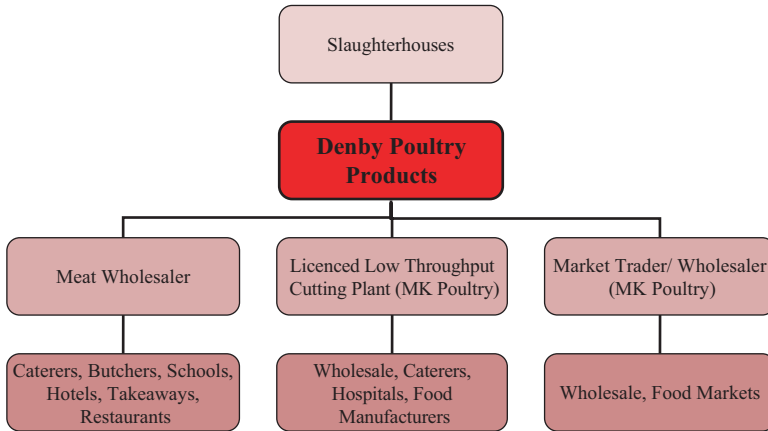 Slaughterhouses
Denby Poultry
Products
Meat Wholesaler
Licenced Low Throughput
Cutting Plant (MK Poultry)
Market Trader/ Wholesaler
(MK Poultry)
Caterers, Butchers, Schools,
Hotels, Takeaways,
Restaurants
Wholesale, Caterers,
Hospitals, Food
Manufacturers
Wholesale, Food Markets